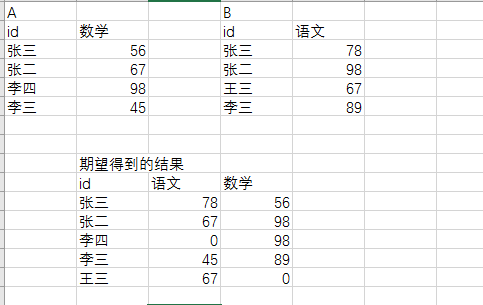 A B
id 数学 id 语文
张三 56 张三 78
张二 67 张二 98
李四 98 王三 67
李三 45 李三 89
期望得到的结果
id 语文 数学
张三 78 56
张二 67 98
李四 0 98
李三 45 89
王三 67 0